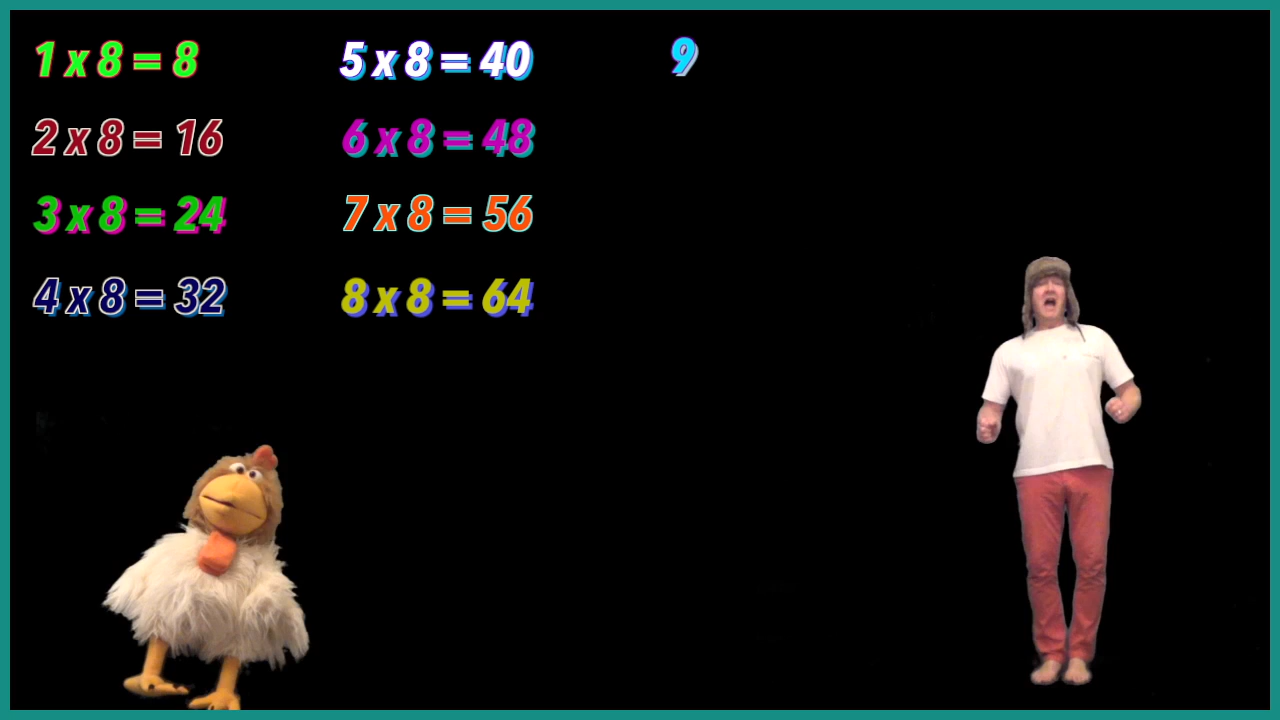 1 x 8 = 8
2 x 8 = 16
3 x 8 = 24
4 x 8 = 32
5 x 8 = 40
6 x 8 = 48
7 x 8 = 56
8 x 8 = 64
9